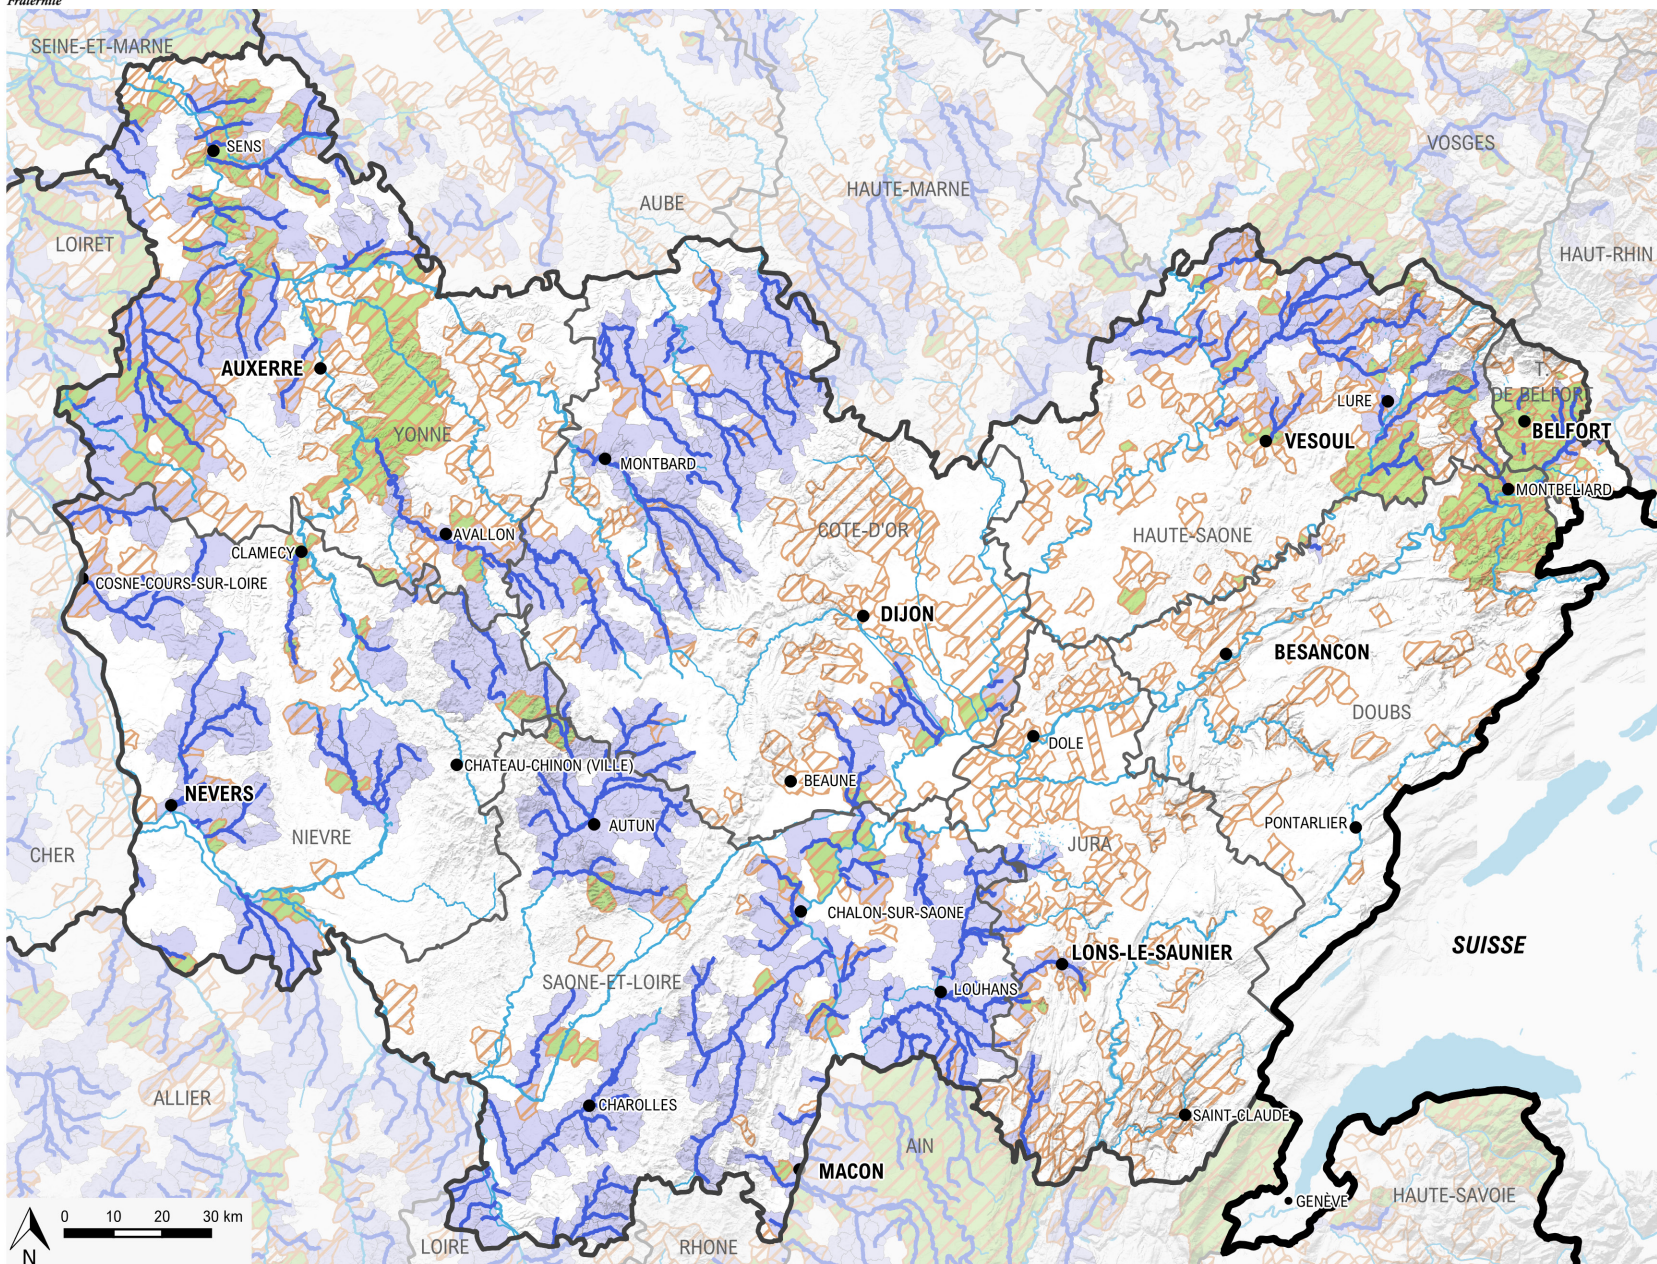 Fraternité
SEINE-ET-MARNE
SENS
VOSGES
HAUTE-MARNE
AUBE
LOIRET
HAUT-RHIN
AUXERRE
T.
DE BELFORT
LURE
BELFORT
YONNE
VESOUL
MONTBARD
MONTBELIARD
COTE-D'OR
AVALLON
HAUTE-SAONE
CLAMECY
COSNE-COURS-SUR-LOIRE
DIJON
BESANCON
DOUBS
DOLE
CHATEAU-CHINON (VILLE)
BEAUNE
NEVERS
PONTARLIER
AUTUN
NIEVRE
JURA
CHER
CHALON-SUR-SAONE
SUISSE
LONS-LE-SAUNIER
SAONE-ET-LOIRE
LOUHANS
ALLIER
CHAROLLES
SAINT-CLAUDE
AIN
MACON
HAUTE-SAVOIE
GENÈVE
0 10 20 30 km
LOIRE
RHONE
N